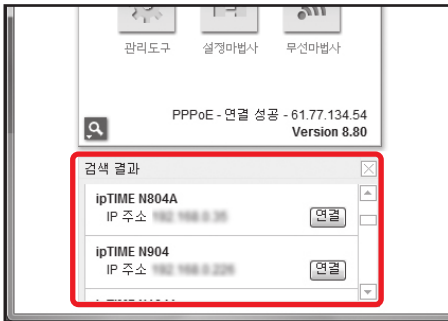 관리도구 설정마법사 무선마법사
PPPoE - 연결 성공 - 61.77.134.54
Version 8.80
검색 결과
ipTIME N804A
IP 주소
연결
ipTIME N904
IP 주소
연결